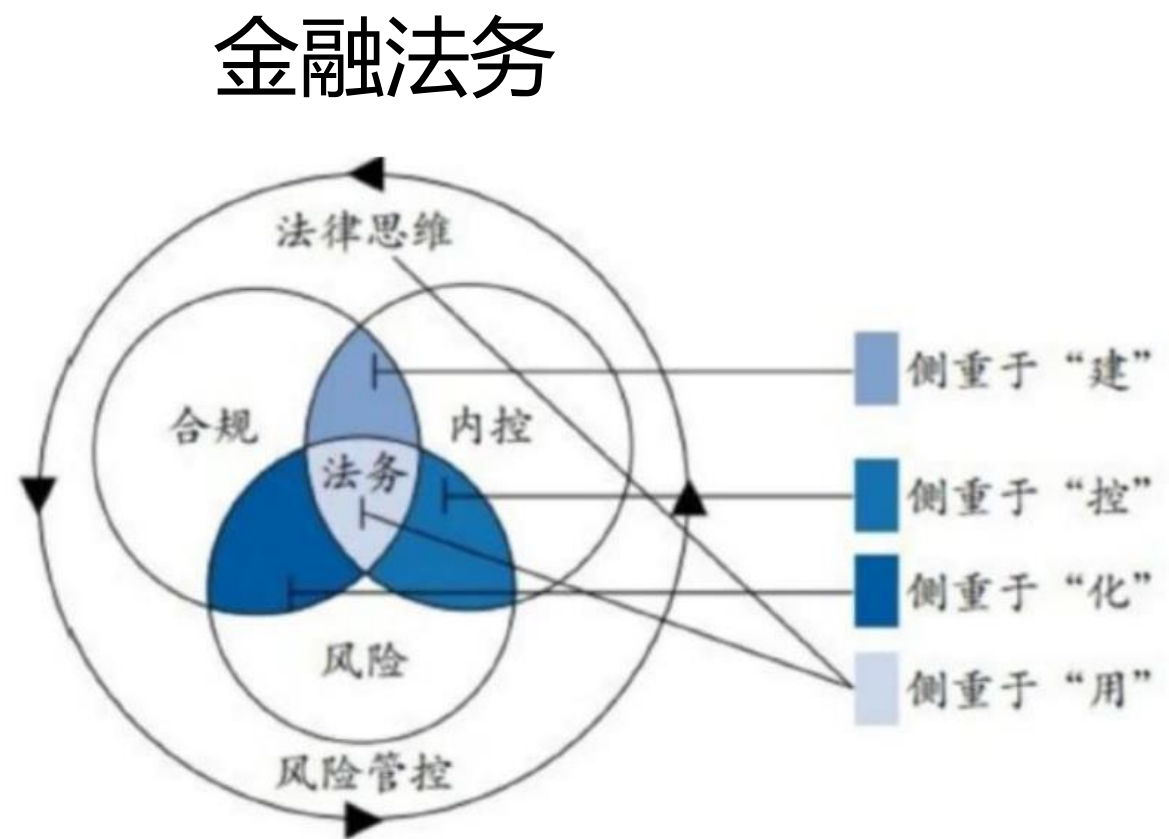 金融法务
法律思维
合规
内控
法务
风险
风险管控
侧重于“建”
侧重于“控”
侧重于“化”
侧重于“用”